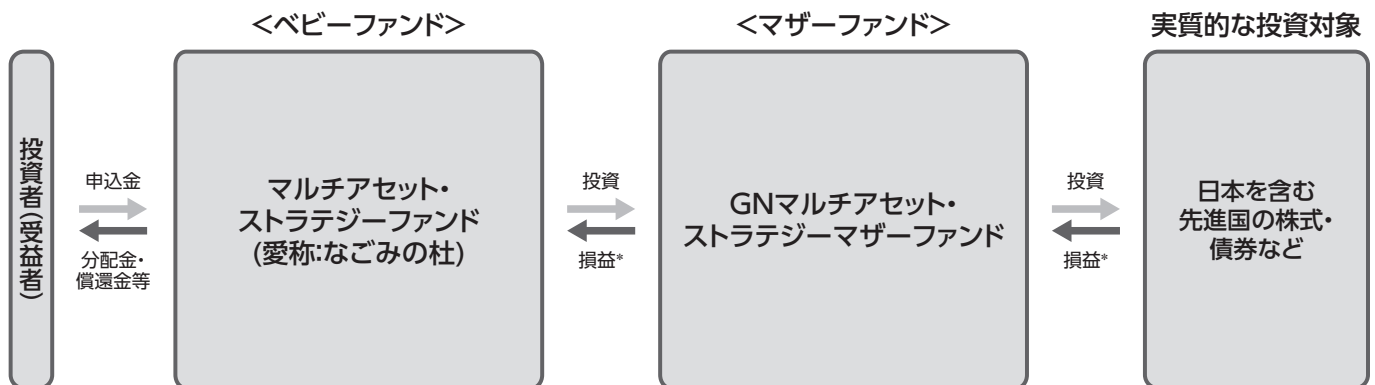 <ベビーファンド>
<マザーファンド>
実質的な投資対象
投資者(受益者)
申込金
分配金・
償還金等
マルチアセット・
ストラテジーファンド
(愛称:なごみの杜)
投資
損益*
GNマルチアセット・
ストラテジーマザーファンド
投資
損益*
日本を含む
先進国の株式・
債券など